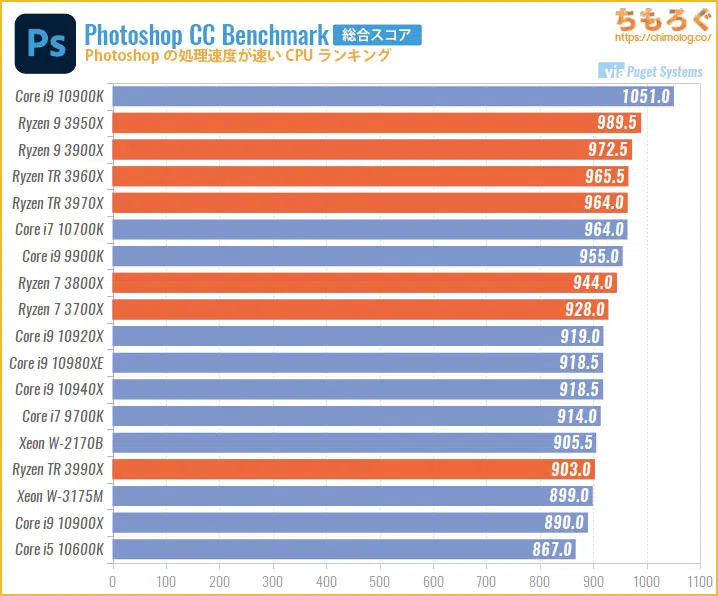 Ps
Photoshop CC Benchmark 総合スコア
Photoshop の処理速度が速い CPU ランキング
ちもろぐ
https://chimolog.co/
via Puget Systems
Core i9 10900K 1051.0
Ryzen 9 3950X 989.5
Ryzen 9 3900X 972.5
Ryzen TR 3960X 965.5
Ryzen TR 3970X 964.0
Core i7 10700K 964.0
Core i9 9900K 955.0
Ryzen 7 3800X 944.0
Ryzen 7 3700X 928.0
Core i9 10920X 919.0
Core i9 10980XE 918.5
Core i9 10940X 918.5
Core i7 9700K 914.0
Xeon W-2170B 905.5
Ryzen TR 3990X 903.0
Xeon W-3175M 899.0
Core i9 10900X 890.0
Core i5 10600K 867.0
0 100 200 300 400 500 600 700 800 900 1000 1100